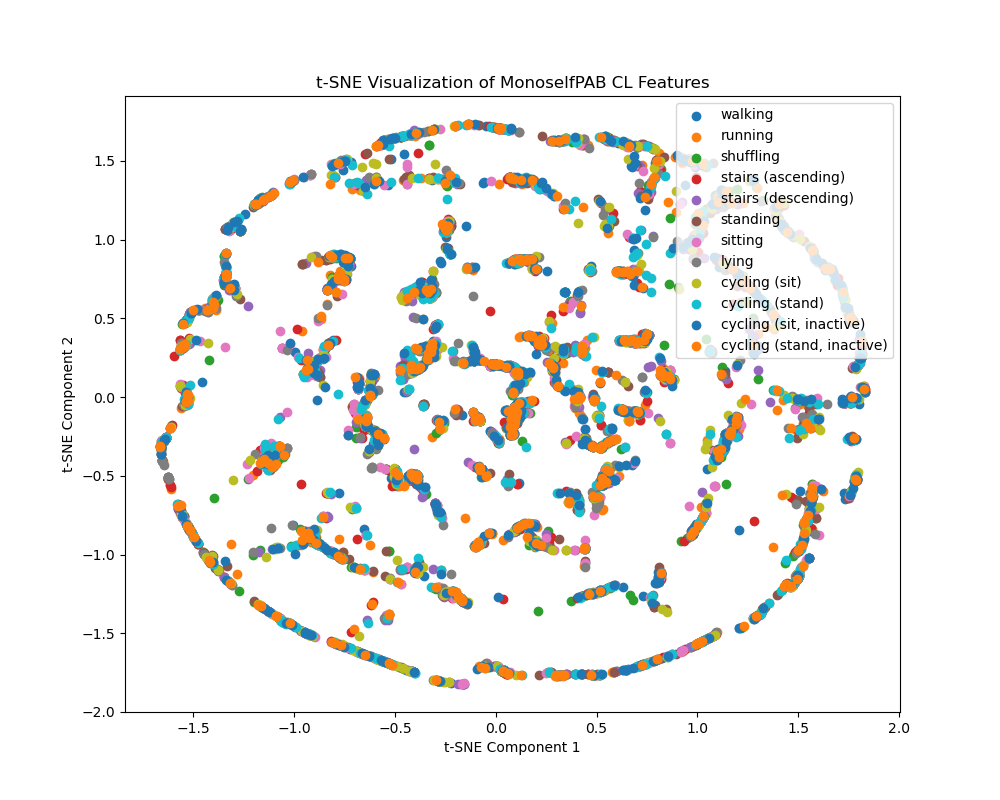 t-SNE Visualization of MonoselfPAB CL Features
walking
running
shuffling
stairs (ascending)
stairs (descending)
standing
sitting
lying
cycling (sit)
cycling (stand)
cycling (sit, inactive)
cycling (stand, inactive)
1.5
1.0
0.5
0.0
−0.5
−1.0
−1.5
−2.0
t-SNE Component 2
−1.5
−1.0
−0.5
0.0
0.5
1.0
1.5
2.0
t-SNE Component 1